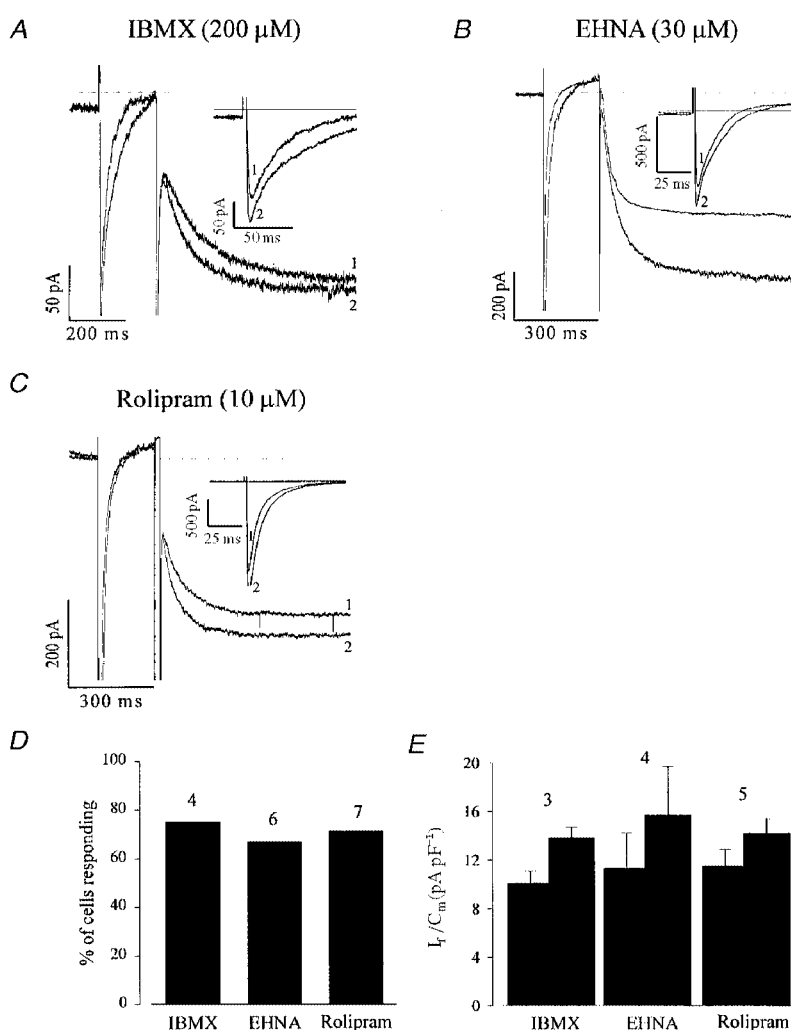 A
IBMX (200 µM)
1
2
50 pA
50 ms
1
2
50 pA
200 ms
B
EHNA (30 µM)
500 pA
25 ms
1
2
200 pA
300 ms
C
Rolipram (10 µM)
500 pA
25 ms
1
2
1
2
200 pA
300 ms
D
% of cells responding
100
80
60
40
20
0
4
6
7
IBMX
EHNA
Rolipram
E
I_f /C_m (pA pF⁻¹)
20
16
12
8
4
0
3
4
5
IBMX
EHNA
Rolipram